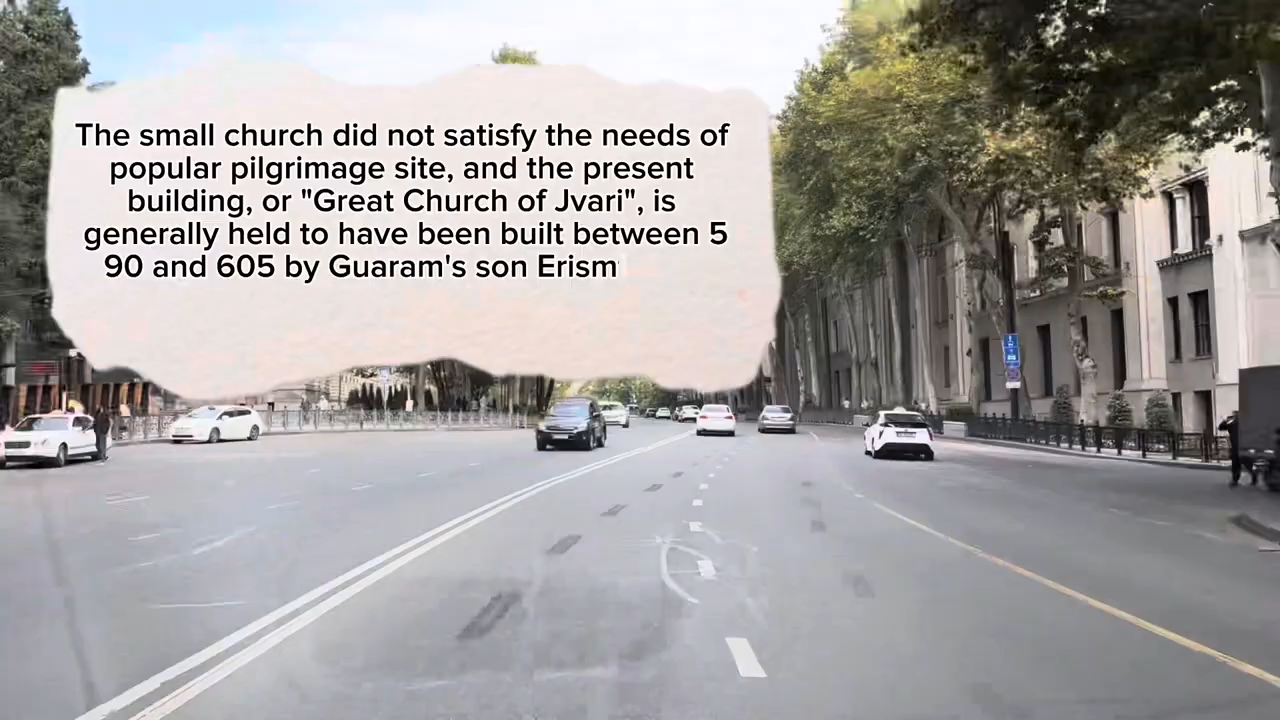 The small church did not satisfy the needs of
popular pilgrimage site, and the present
building, or "Great Church of Jvari", is
generally held to have been built between 5
90 and 605 by Guaram's son Erism